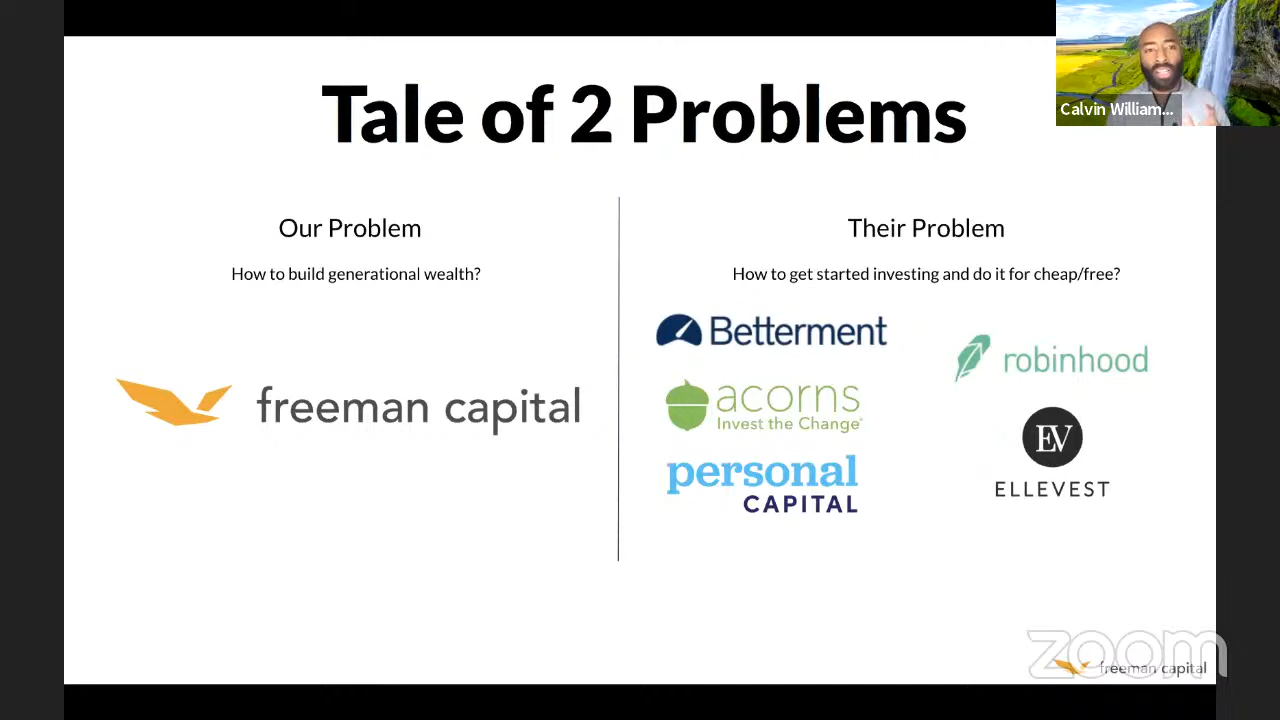 Tale of 2 Problems
Calvin William...
Our Problem
How to build generational wealth?
freeman capital
Their Problem
How to get started investing and do it for cheap/free?
Betterment
robinhood
acorns
Invest the Change
personal
CAPITAL
EV
ELLEVEST
zoom
freeman capital